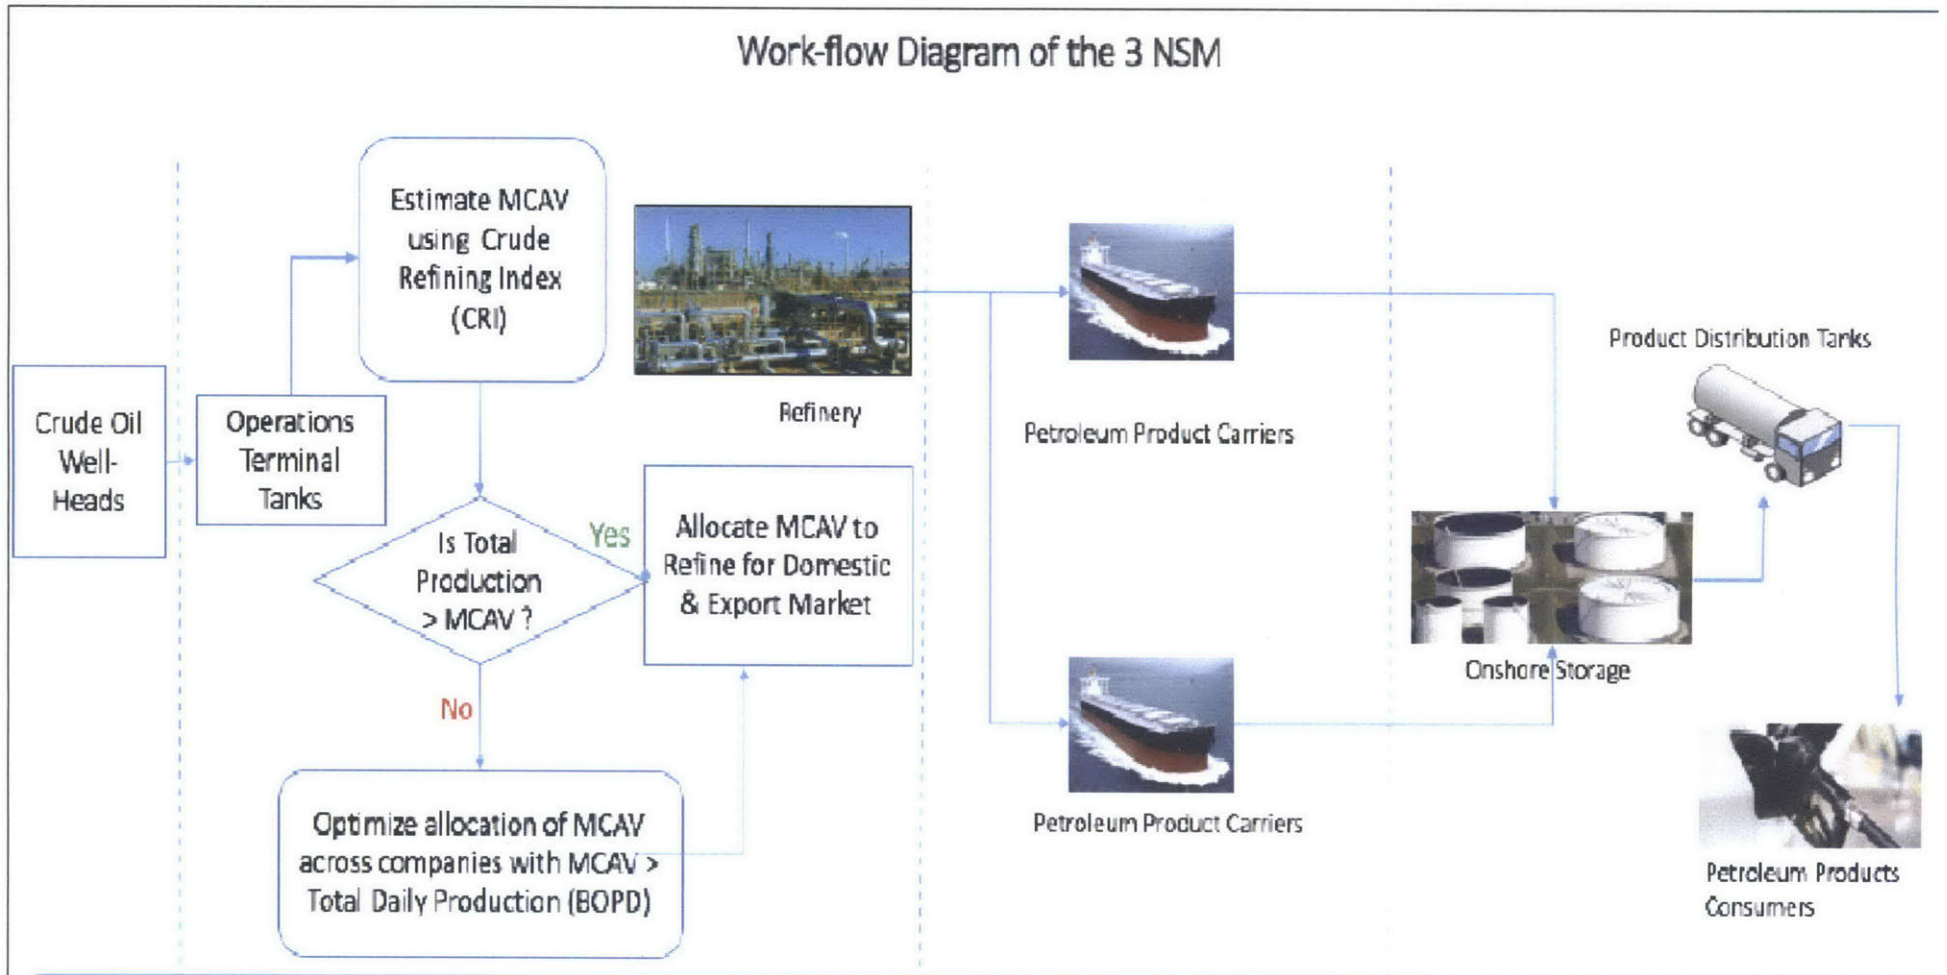 Work-flow Diagram of the 3 NSM
Estimate MCAV
using Crude
Refining Index
(CRI)
Refinery
Crude Oil
Well-
Heads
Operations
Terminal
Tanks
Is Total
Production
> MCAV ?
Yes
No
Allocate MCAV to
Refine for Domestic
& Export Market
Optimize allocation of MCAV
across companies with MCAV >
Total Daily Production (BOPD)
Petroleum Product Carriers
Petroleum Product Carriers
Product Distribution Tanks
Onshore Storage
Petroleum Products
Consumers